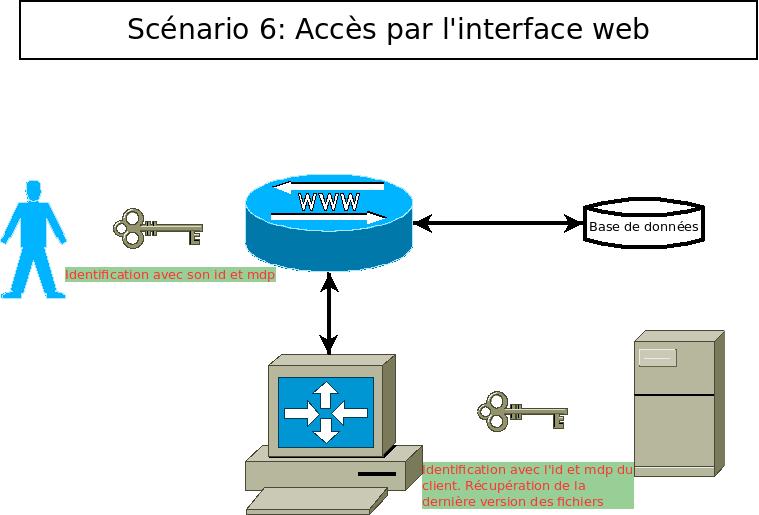 Scénario 6: Accès par l'interface web
WWW
Base de données
Identification avec son id et mdp
Identification avec l'id et mdp du
client. Récupération de la
dernière version des fichiers